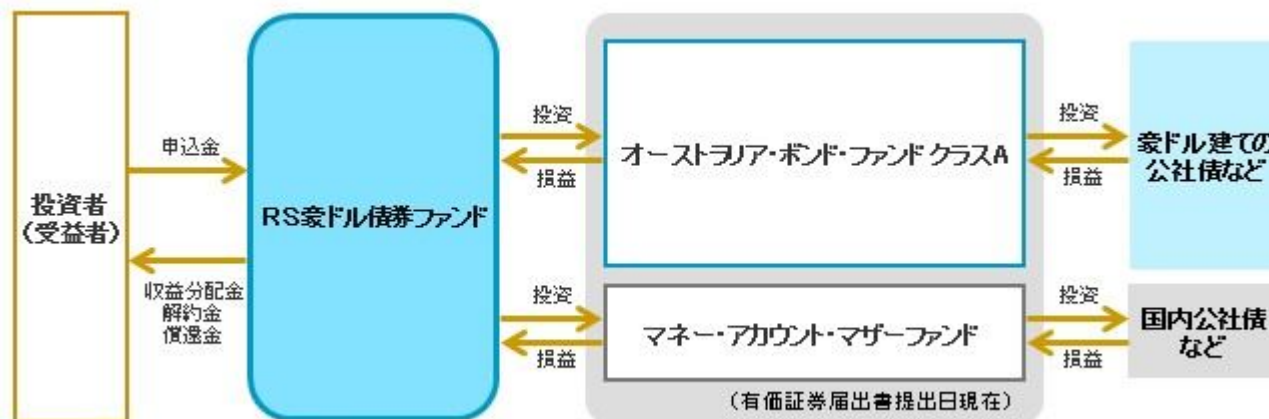 投資者
(受益者)
申込金
収益分配金
解約金
償還金
RS豪ドル債券ファンド
投資
損益
投資
損益
オーストラリア・ボンド・ファンド クラスA
マネー・アカウント・マザーファンド
(有価証券届出書提出日現在)
投資
損益
投資
損益
豪ドル建ての
公社債など
国内公社債
など